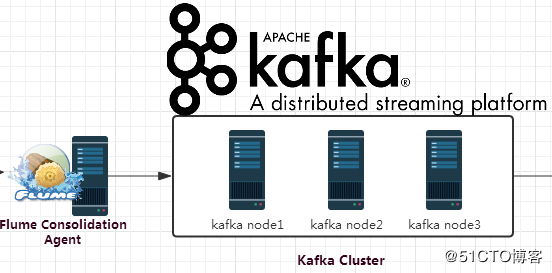 APACHE
kafka®
A distributed streaming platform
FLUME
Flume Consolidation
Agent
kafka node1
kafka node2
kafka node3
Kafka Cluster
@51CTO博客